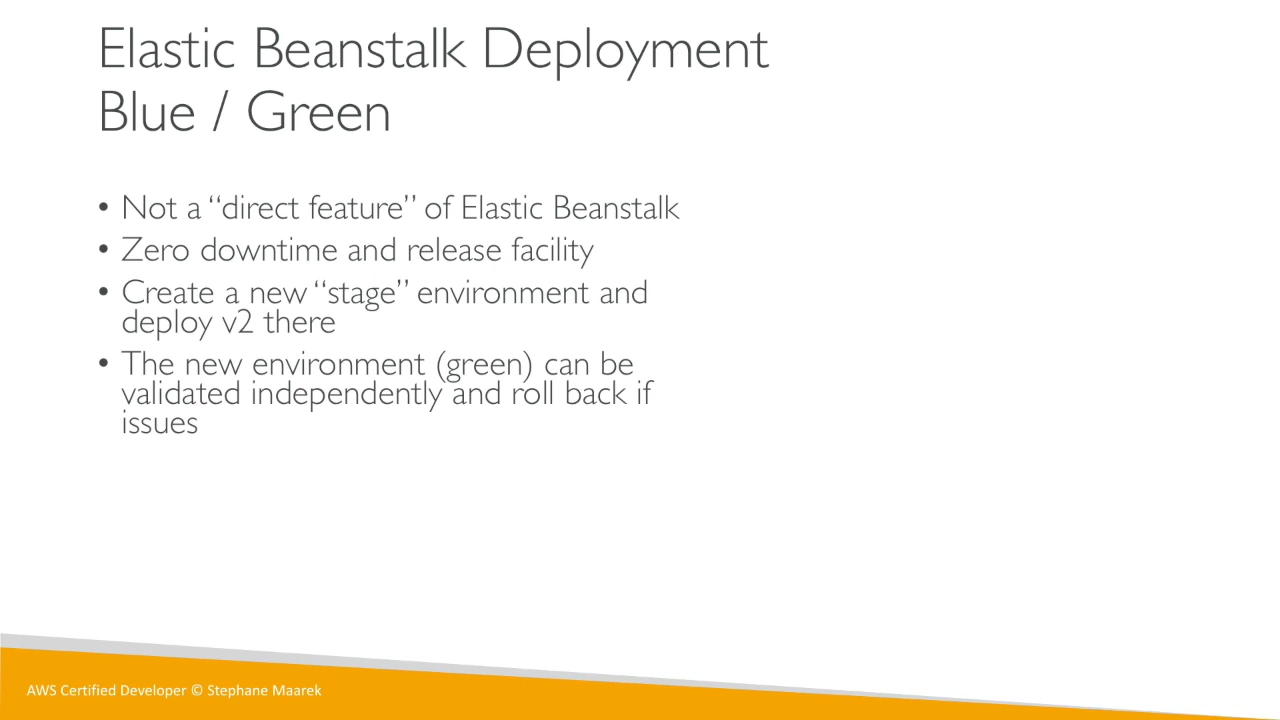 Elastic Beanstalk Deployment
Blue / Green
• Not a “direct feature” of Elastic Beanstalk
• Zero downtime and release facility
• Create a new “stage” environment and
deploy v2 there
• The new environment (green) can be
validated independently and roll back if
issues
AWS Certified Developer © Stephane Maarek